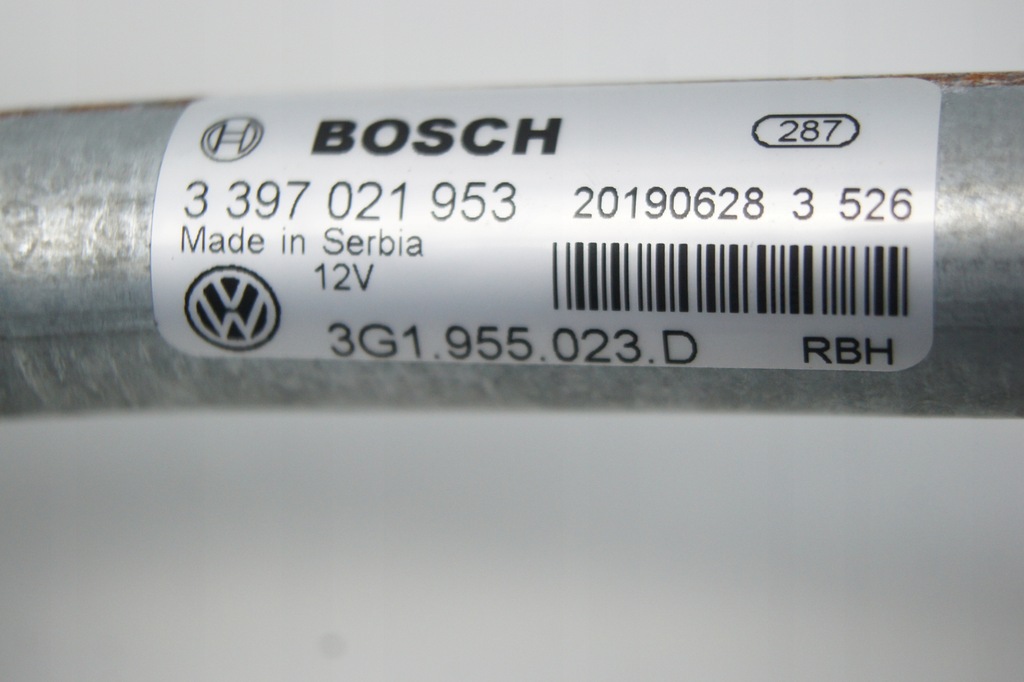 BOSCH 287
3 397 021 953 20190628 3 526
Made in Serbia
12V
3G1.955.023.D RBH